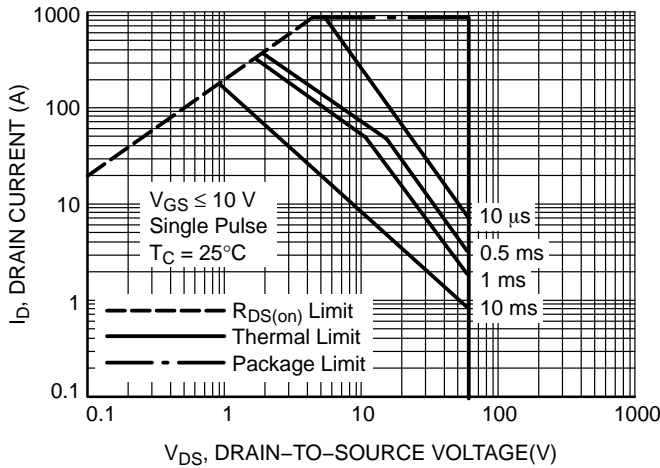 1000
100
10
1
0.1
I_D, DRAIN CURRENT (A)
V_GS ≤ 10 V
Single Pulse
T_C = 25°C
10 μs
0.5 ms
1 ms
10 ms
R_DS(on) Limit
Thermal Limit
Package Limit
0.1
1
10
100
1000
V_DS, DRAIN−TO−SOURCE VOLTAGE(V)